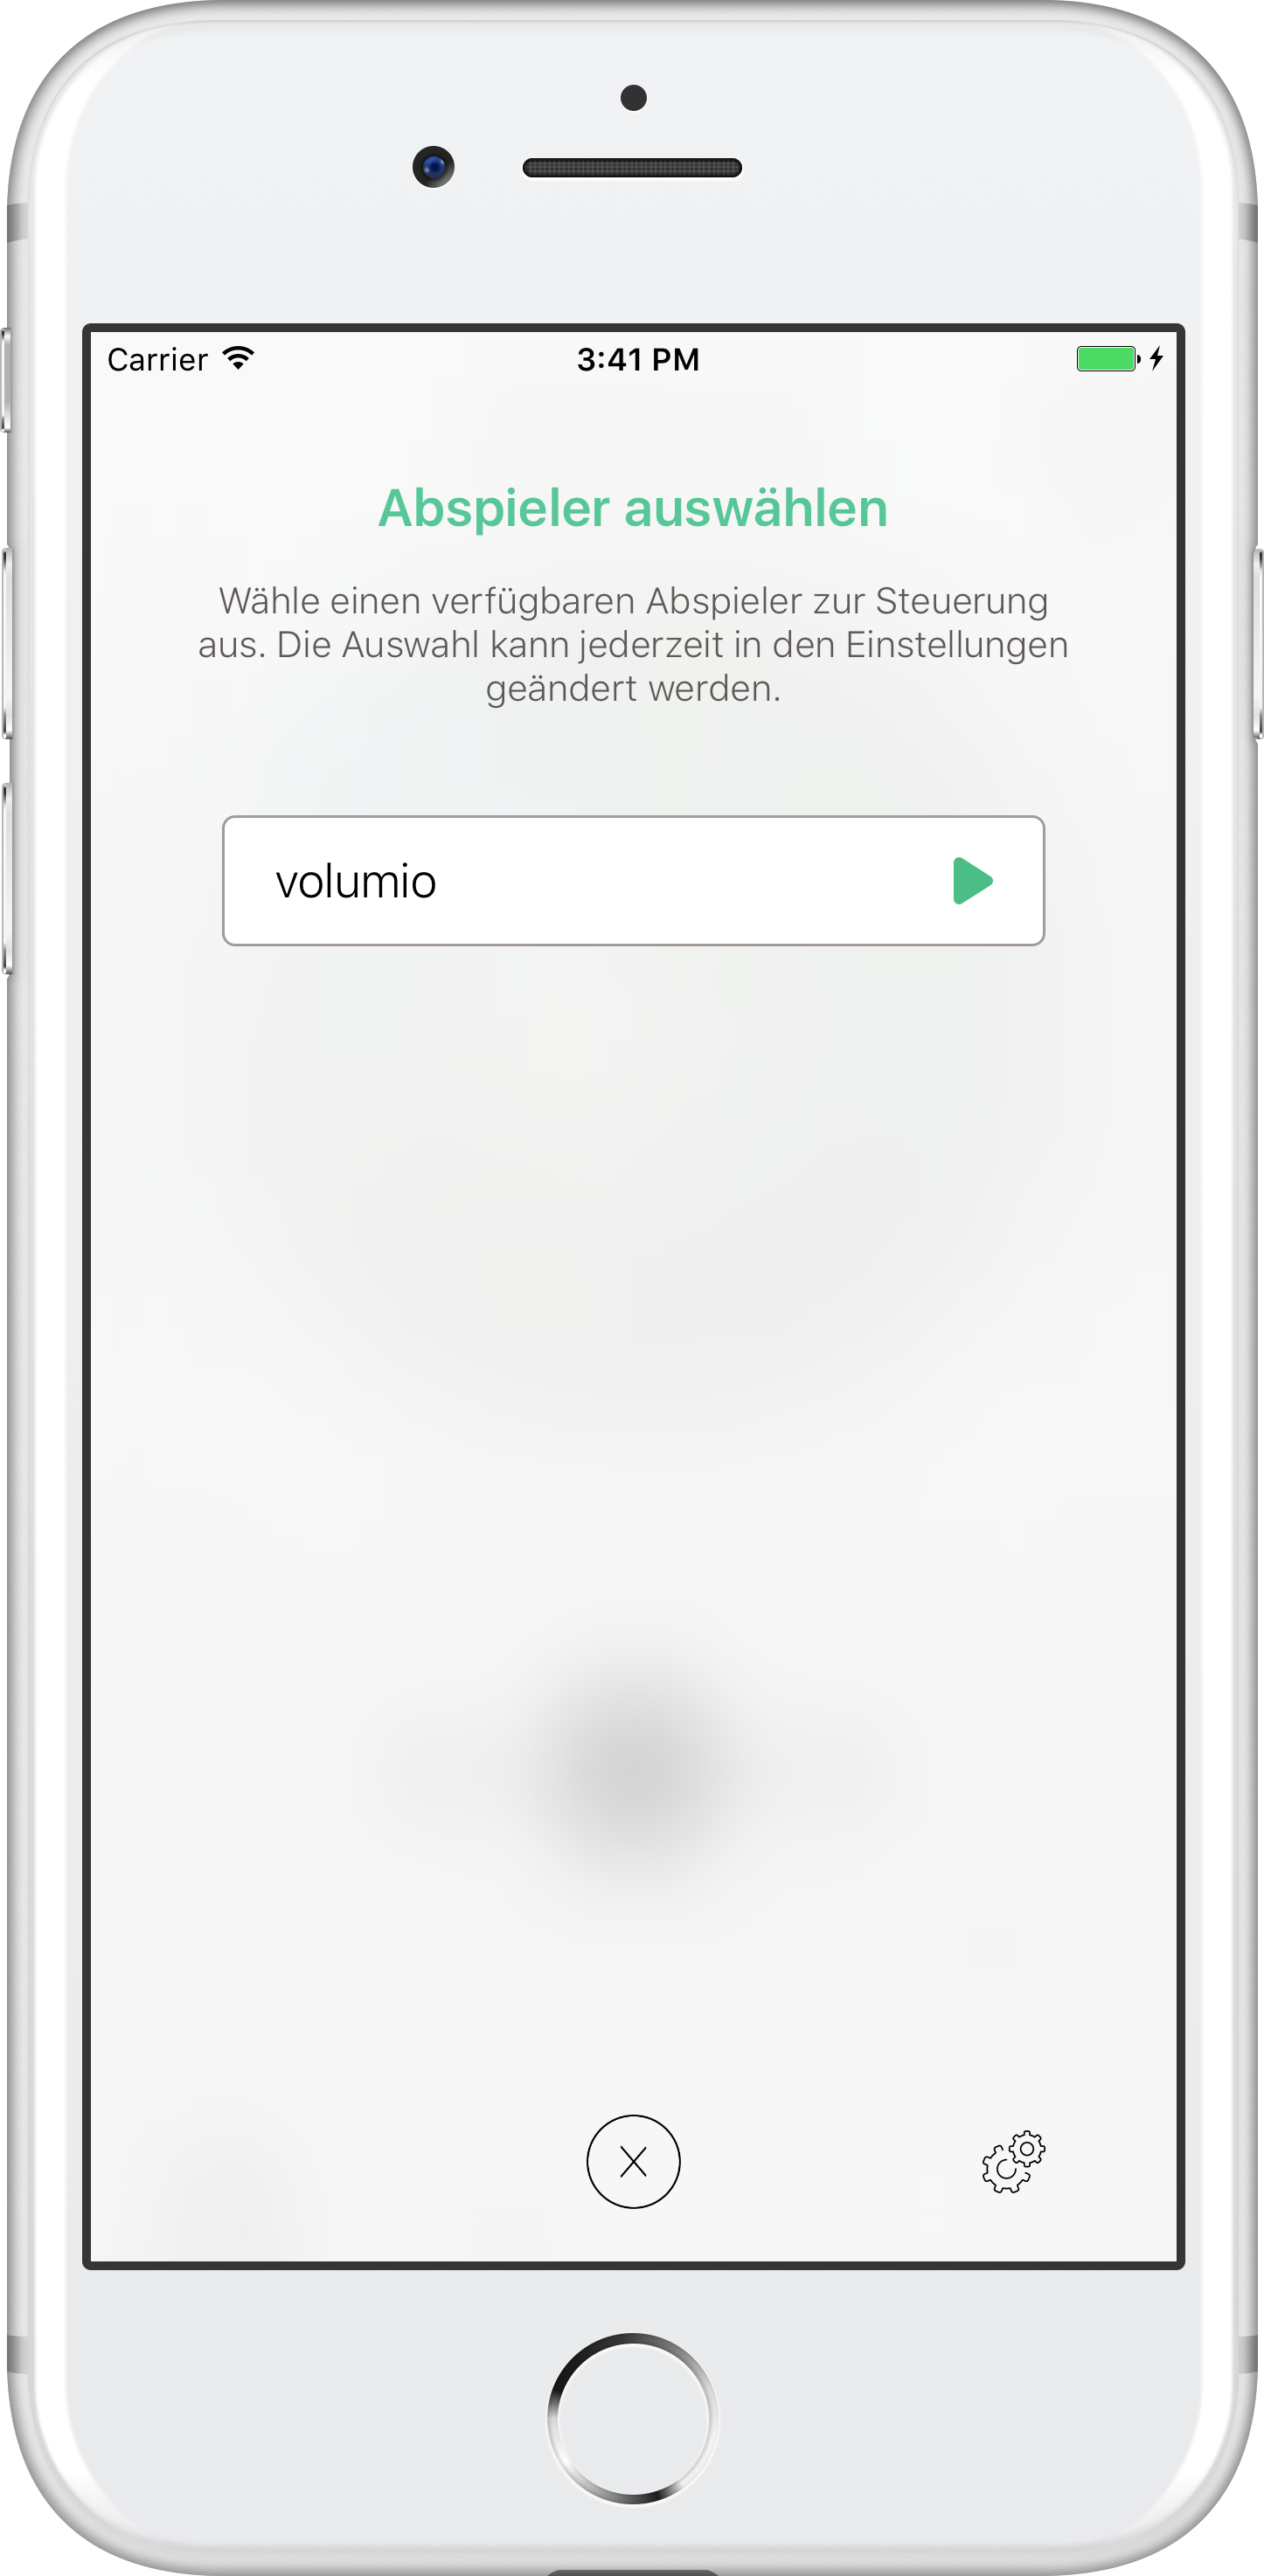 Carrier
3:41 PM
Abspieler auswählen
Wähle einen verfügbaren Abspieler zur Steuerung
aus. Die Auswahl kann jederzeit in den Einstellungen
geändert werden.
volumio